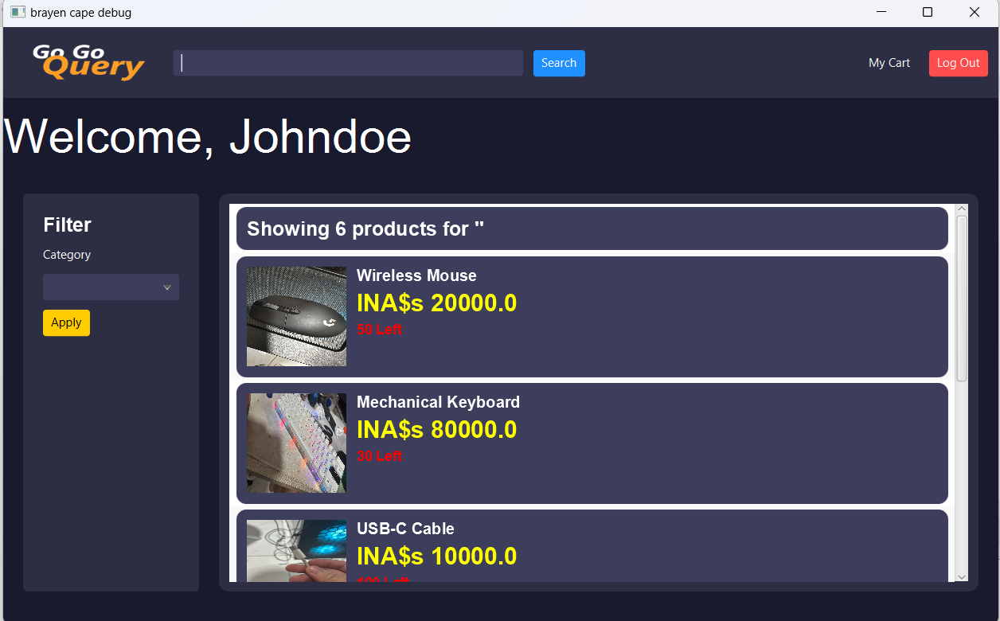 brayen cape debug
Go Go
Query
Search
My Cart
Log Out
Welcome, Johndoe
Filter
Category
Apply
Showing 6 products for ''
Wireless Mouse
INA$s 20000.0
50 Left
Mechanical Keyboard
INA$s 80000.0
30 Left
USB-C Cable
INA$s 10000.0
100 Left